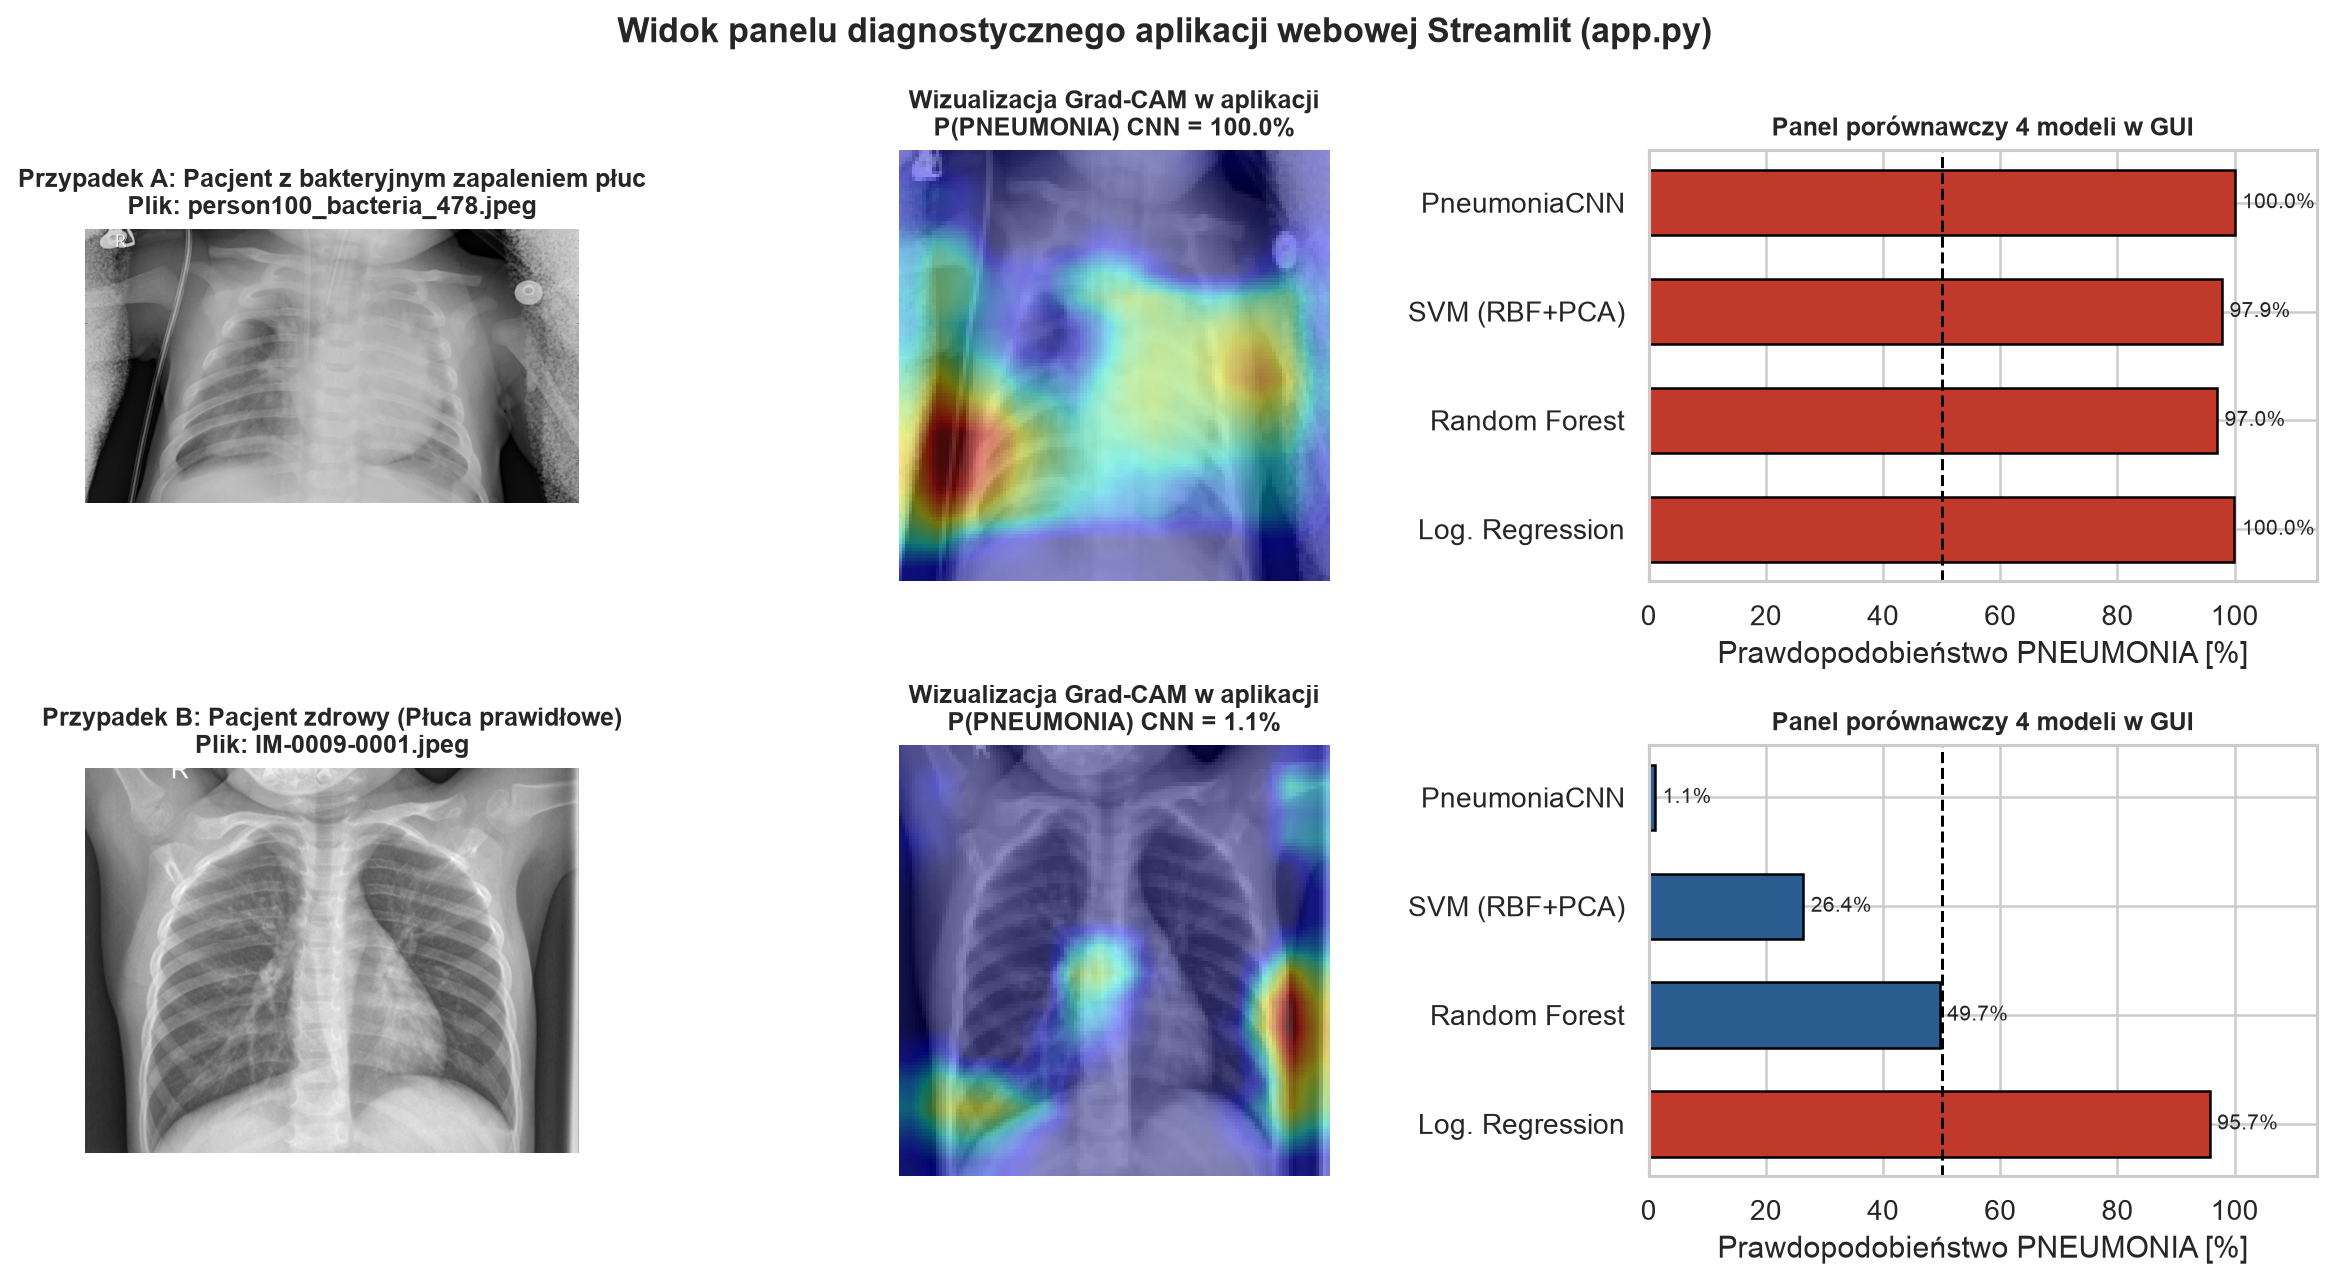 Widok panelu diagnostycznego aplikacji webowej Streamlit (app.py)
Przypadek A: Pacjent z bakteryjnym zapaleniem płuc
Plik: person100_bacteria_478.jpeg
R
Wizualizacja Grad-CAM w aplikacji
P(PNEUMONIA) CNN = 100.0%
Panel porównawczy 4 modeli w GUI
PneumoniaCNN
100.0%
SVM (RBF+PCA)
97.9%
Random Forest
97.0%
Log. Regression
100.0%
0 20 40 60 80 100
Prawdopodobieństwo PNEUMONIA [%]
Przypadek B: Pacjent zdrowy (Płuca prawidłowe)
Plik: IM-0009-0001.jpeg
R
Wizualizacja Grad-CAM w aplikacji
P(PNEUMONIA) CNN = 1.1%
Panel porównawczy 4 modeli w GUI
PneumoniaCNN
1.1%
SVM (RBF+PCA)
26.4%
Random Forest
49.7%
Log. Regression
95.7%
0 20 40 60 80 100
Prawdopodobieństwo PNEUMONIA [%]